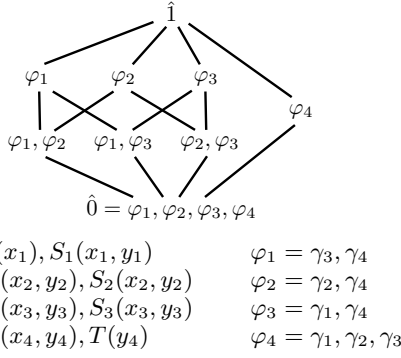 1̂
φ₁ φ₂ φ₃
φ₄
φ₁, φ₂ φ₁, φ₃ φ₂, φ₃
0̂ = φ₁, φ₂, φ₃, φ₄
(x₁), S₁(x₁, y₁) φ₁ = γ₃, γ₄
(x₂, y₂), S₂(x₂, y₂) φ₂ = γ₂, γ₄
(x₃, y₃), S₃(x₃, y₃) φ₃ = γ₁, γ₄
(x₄, y₄), T(y₄) φ₄ = γ₁, γ₂, γ₃